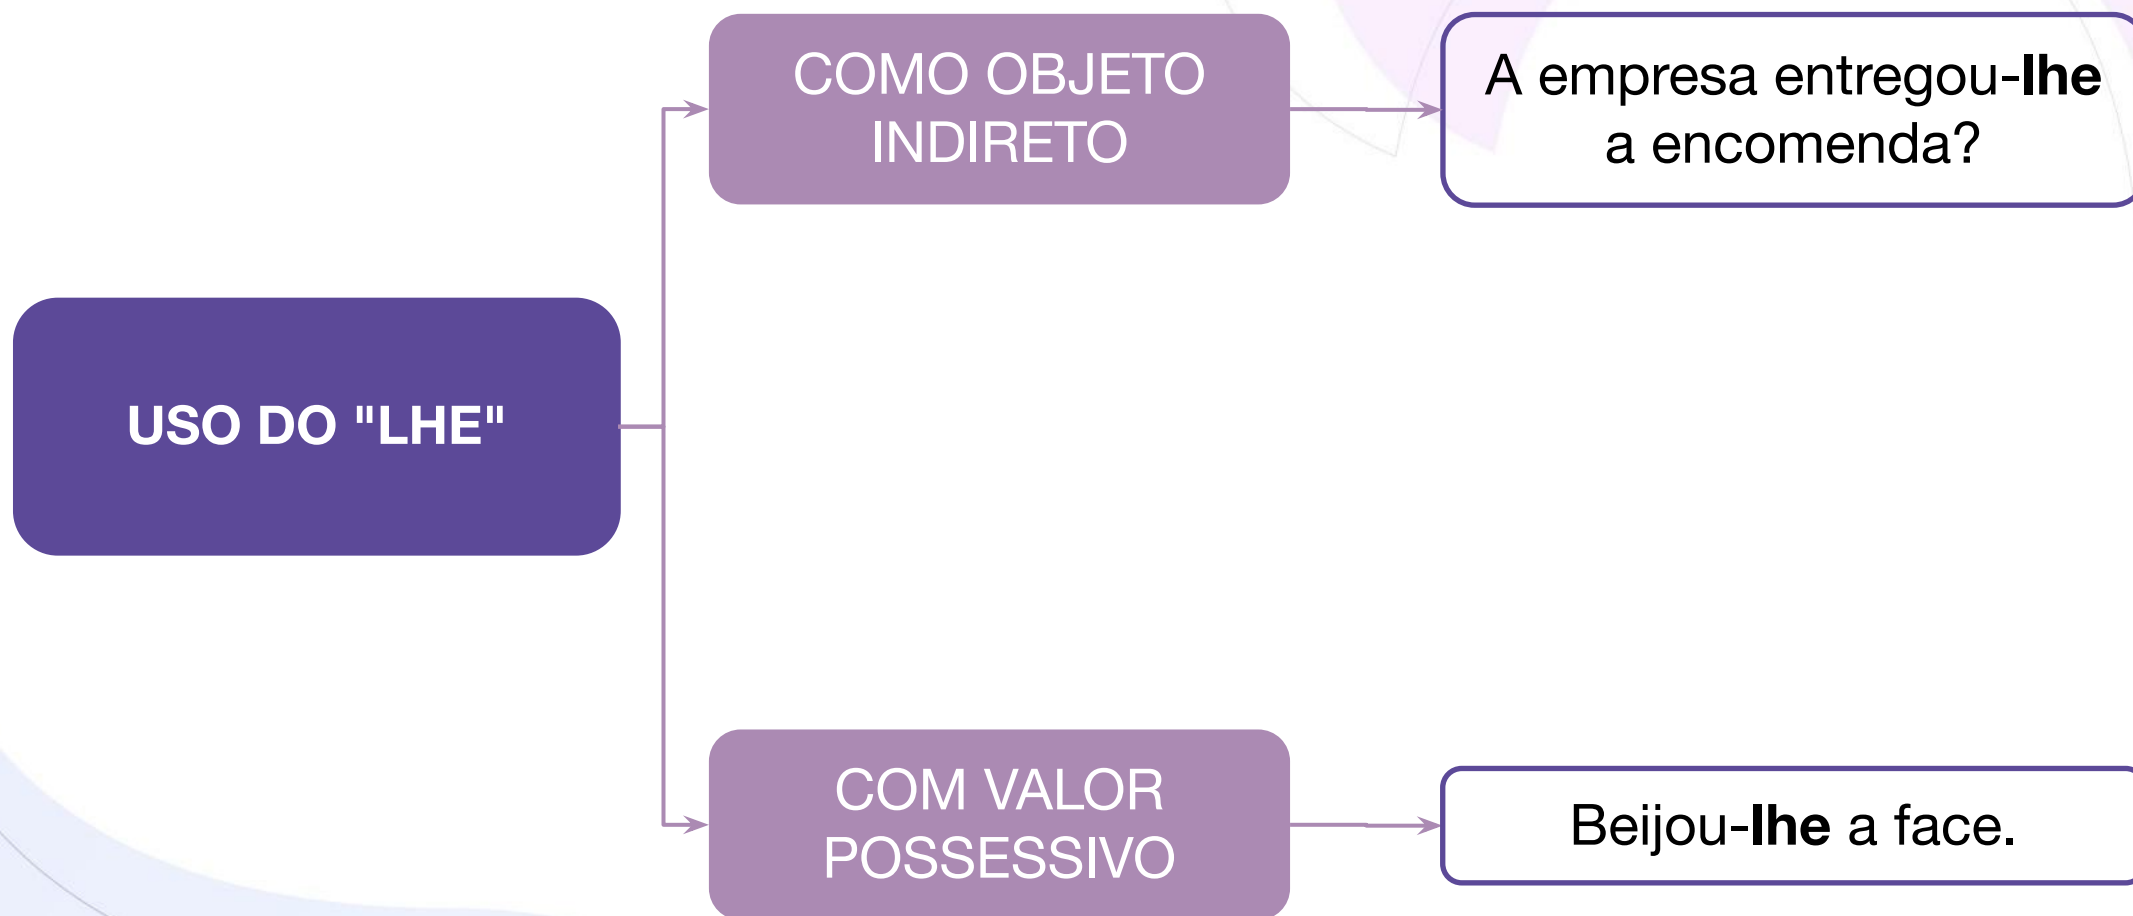 COMO OBJETO
INDIRETO
A empresa entregou-lhe
a encomenda?
USO DO "LHE"
COM VALOR
POSSESSIVO
Beijou-lhe a face.